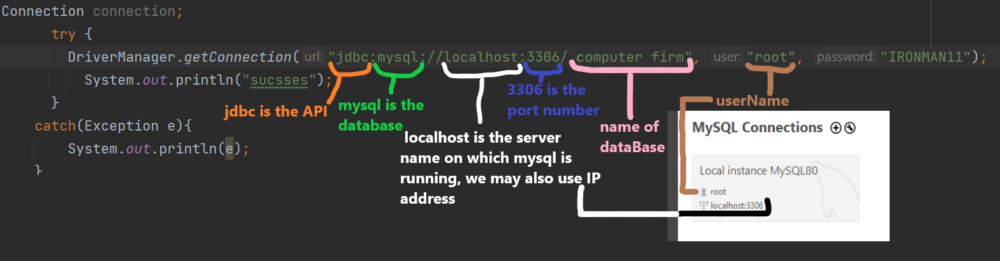 Connection connection;
try {
DriverManager.getConnection( url: "jdbc:mysql://localhost:3306/ computer firm", user: "root", password: "IRONMAN11");
System.out.println("sucsses");
}
catch(Exception e){
System.out.println(e);
}
jdbc is the API
mysql is the
database
localhost is the server
name on which mysql is
running, we may also use IP
address
3306 is the
port number
name of
dataBase
userName
MySQL Connections
Local instance MySQL80
root
localhost:3306